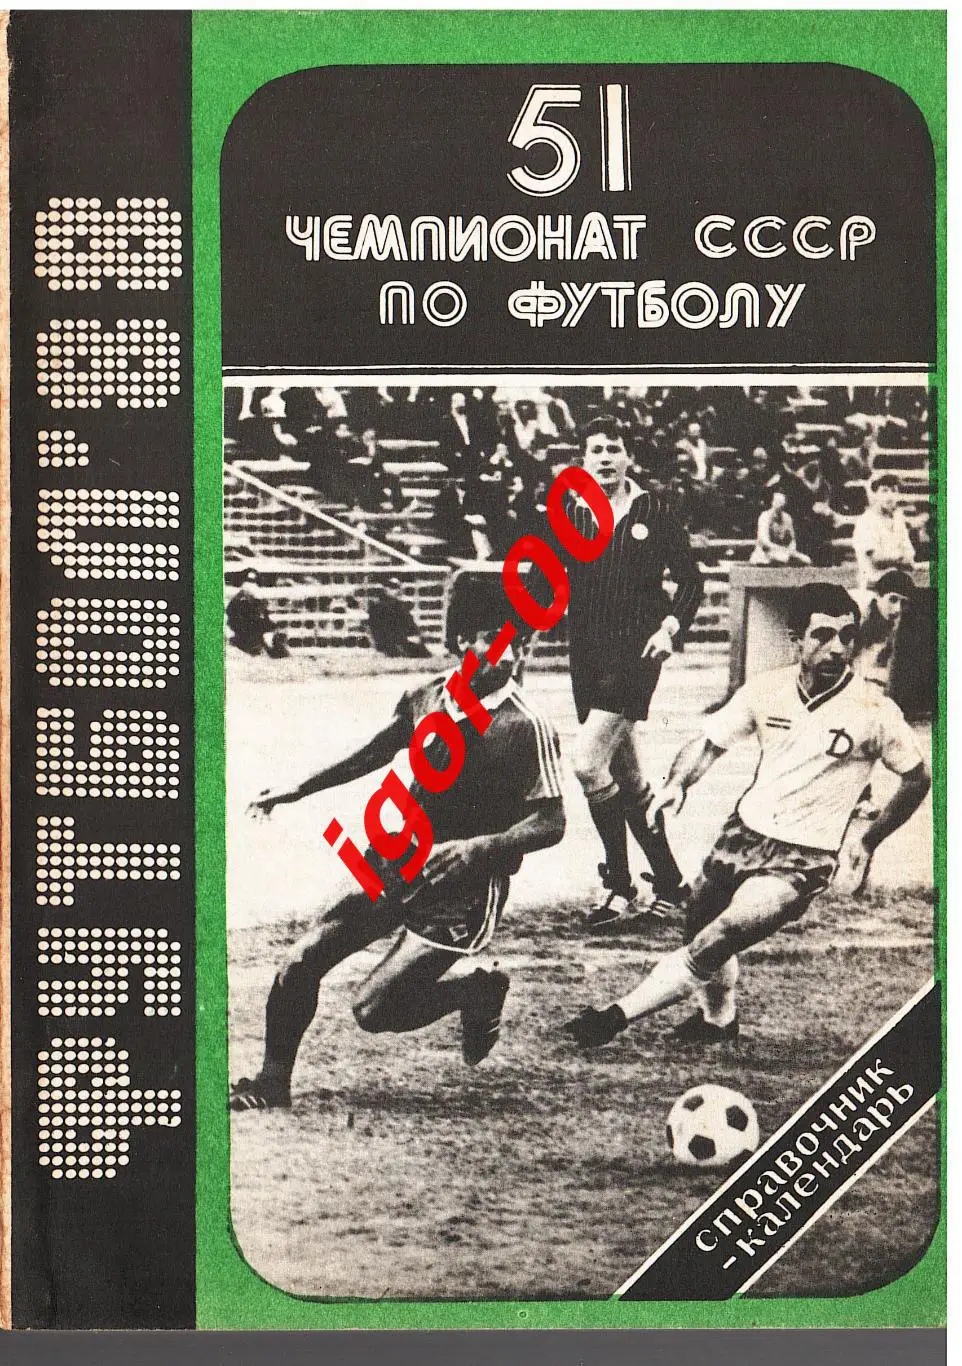 ФУТБОЛ'88
51
ЧЕМПИОНАТ СССР
ПО ФУТБОЛУ
igor-00
Д
справочник
-календарь